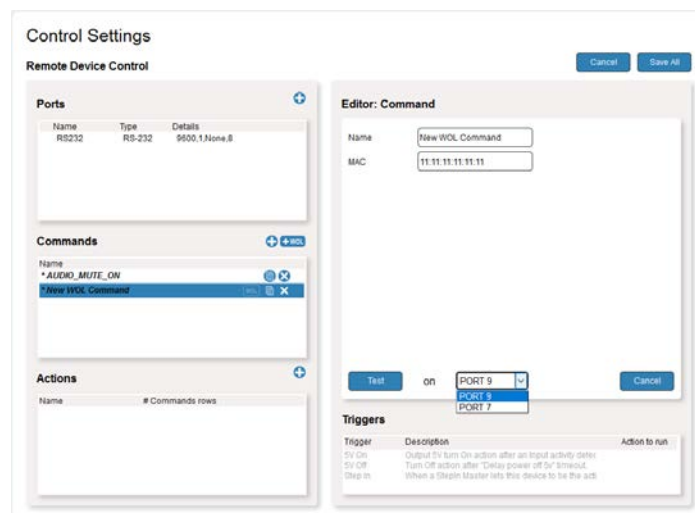 Control Settings
Remote Device Control
Cancel
Save All
Ports
Name Type Details
RS232 RS-232 9600,1,None,8
Commands
+WOL
Name
* AUDIO_MUTE_ON
* New WOL Command
WOL
Actions
Name # Commands rows
Editor: Command
Name New WOL Command
MAC 11:11:11:11:11:11
Test on PORT 9 Cancel
PORT 9
PORT 7
Triggers
Trigger Description Action to run
5V On Output 5V turn On action after an input activity detec
5V Off Turn Off action after "Delay power off 5v" timeout.
Step In When a StepIn Master lets this device to be the acti